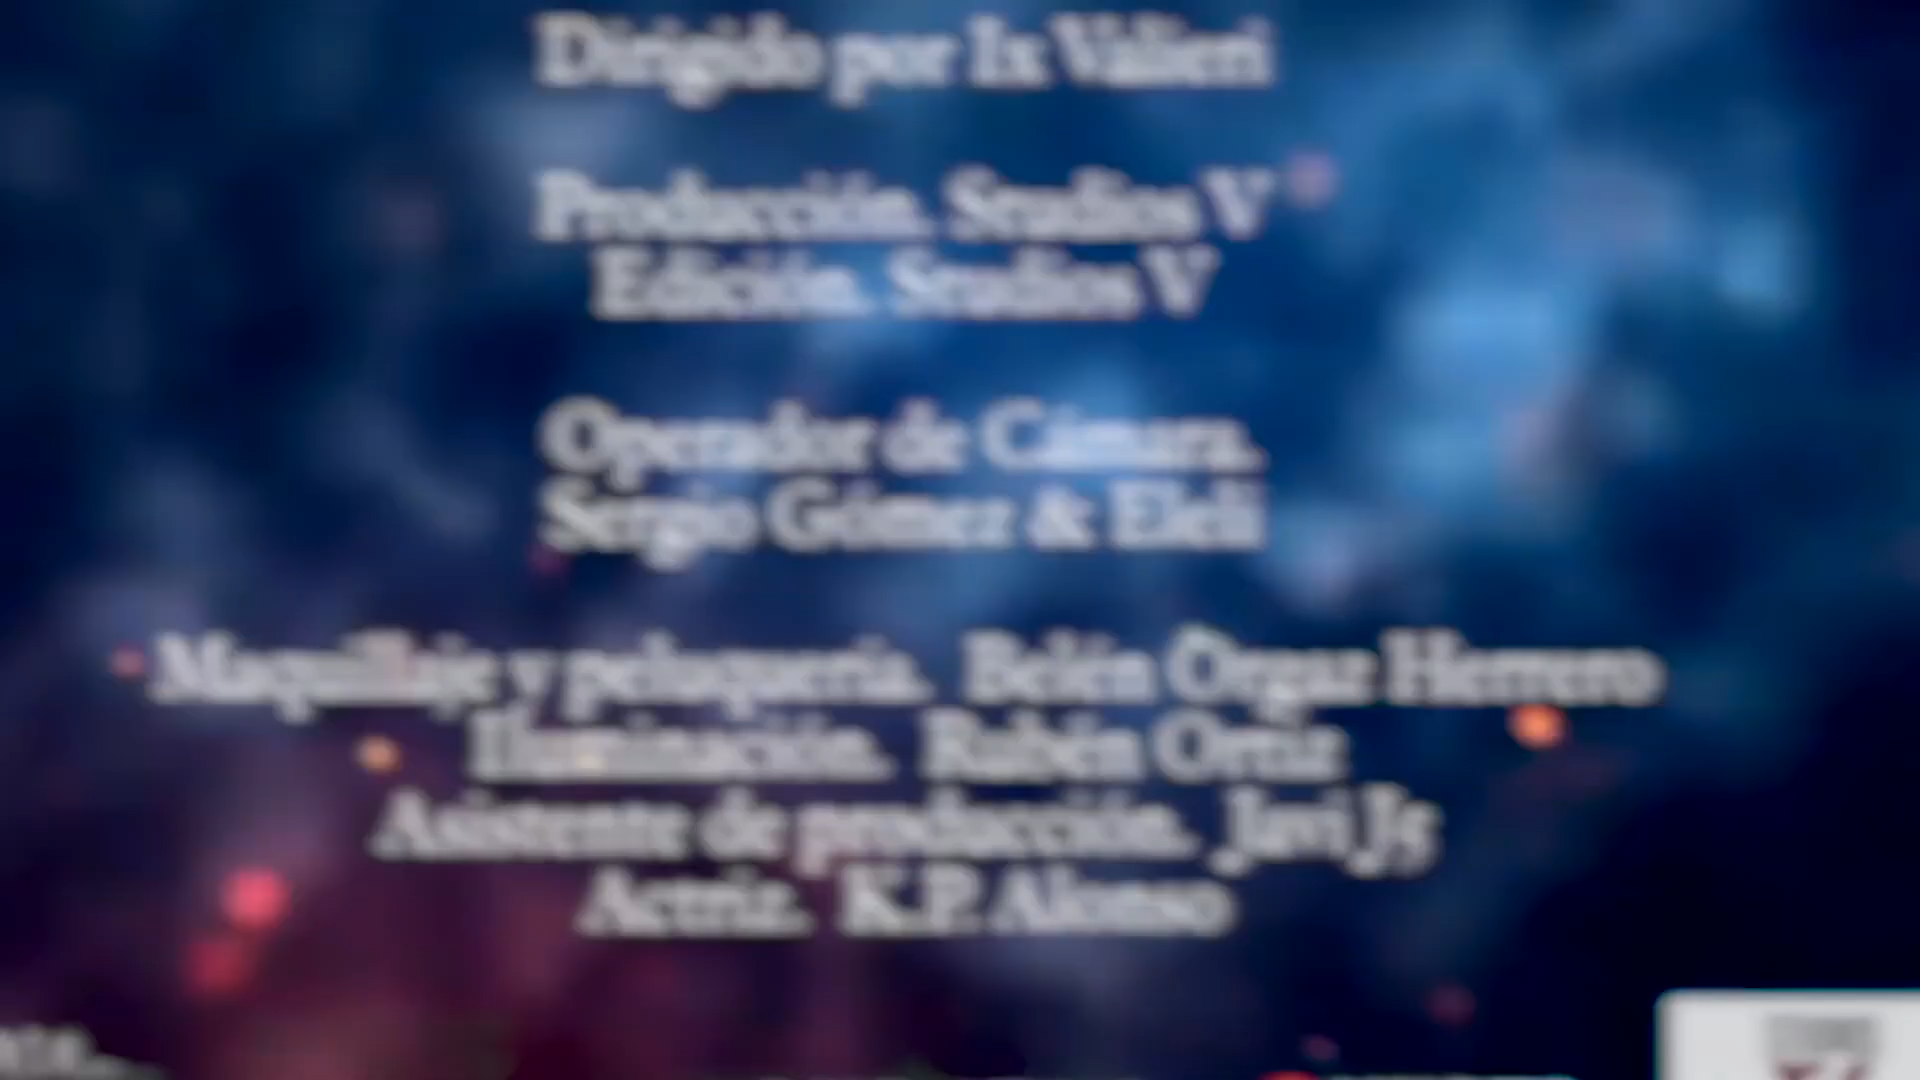 Dirigido por Ix Valieri
Producción. Studios V
Edición. Studios V
Operador de Cámara.
Sergio Gómez & Eleli
Maquillaje y peluquería. Belén Orgaz Herrero
Iluminación. Rubén Ortiz
Asistente de producción. Javi Jg
Actriz. K.P. Alonso